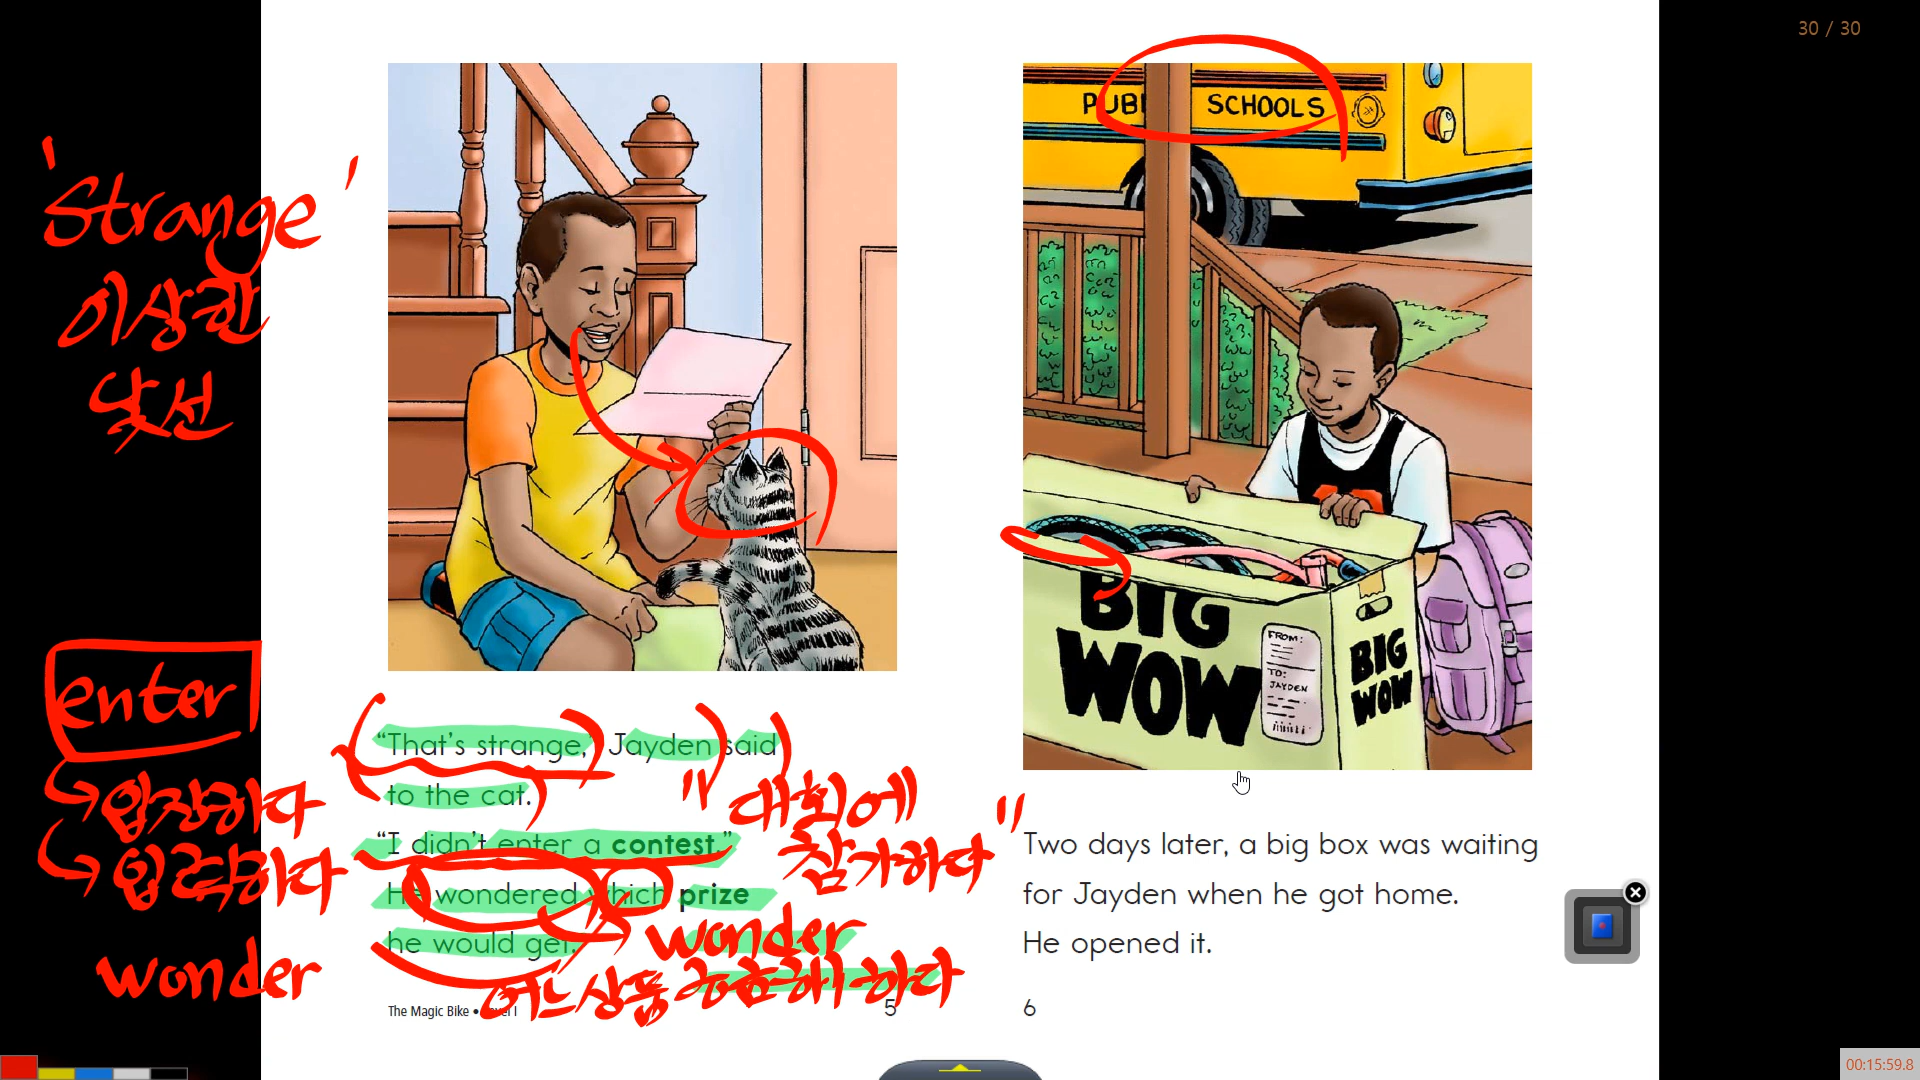 30 / 30
PUB SCHOOLS
'Strange'
이상한
낯선
BIG
WOW
FROM:
TO:
JAYDEN
BIG
WOW
enter
입장하다
입력하다
wonder
"That's strange," Jayden said
to the cat.
"I didn't enter a contest."
He wondered which prize
he would get.
"대회에
참가하다"
wonder
어느 상을 궁금해하다
The Magic Bike • Level I
5
Two days later, a big box was waiting
for Jayden when he got home.
He opened it.
6
00:15:59.8